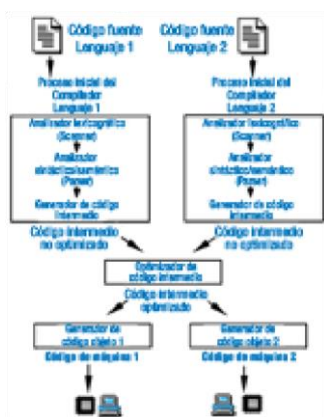 Código fuente
Lenguaje 1
Código fuente
Lenguaje 2
Proceso Inicial del
Compilador
Lenguaje 1
Proceso Inicial del
Compilador
Lenguaje 2
Analizador lexicográfico
(Scanner)
Analizador
sintáctico/semántico
(Parser)
Generador de código
Intermedio
Analizador lexicográfico
(Scanner)
Analizador
sintáctico/semántico
(Parser)
Generador de código
Intermedio
Código intermedio
no optimizado
Código intermedio
no optimizado
Optimizador de
código intermedio
Código intermedio
optimizado
Generador de
código objeto 1
Generador de
código objeto 2
Código de máquina 1
Código de máquina 2